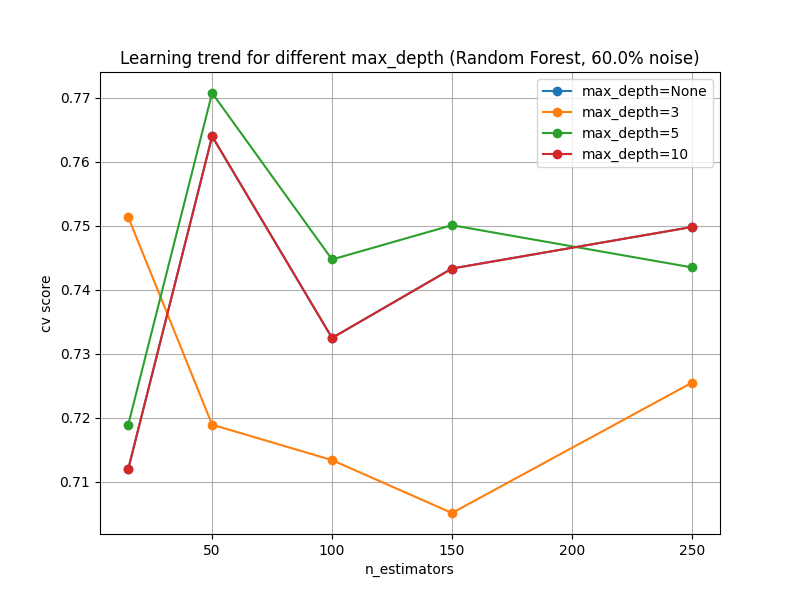 Learning trend for different max_depth (Random Forest, 60.0% noise)
max_depth=None
max_depth=3
max_depth=5
max_depth=10
cv score
0.77
0.76
0.75
0.74
0.73
0.72
0.71
50 100 150 200 250
n_estimators